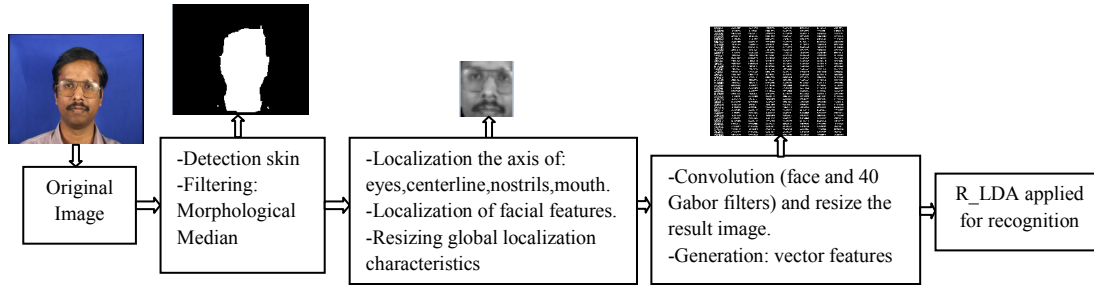 Original
Image
-Detection skin
-Filtering:
Morphological
Median
-Localization the axis of:
eyes,centerline,nostrils,mouth.
-Localization of facial features.
-Resizing global localization
characteristics
-Convolution (face and 40
Gabor filters) and resize the
result image.
-Generation: vector features
R_LDA applied
for recognition